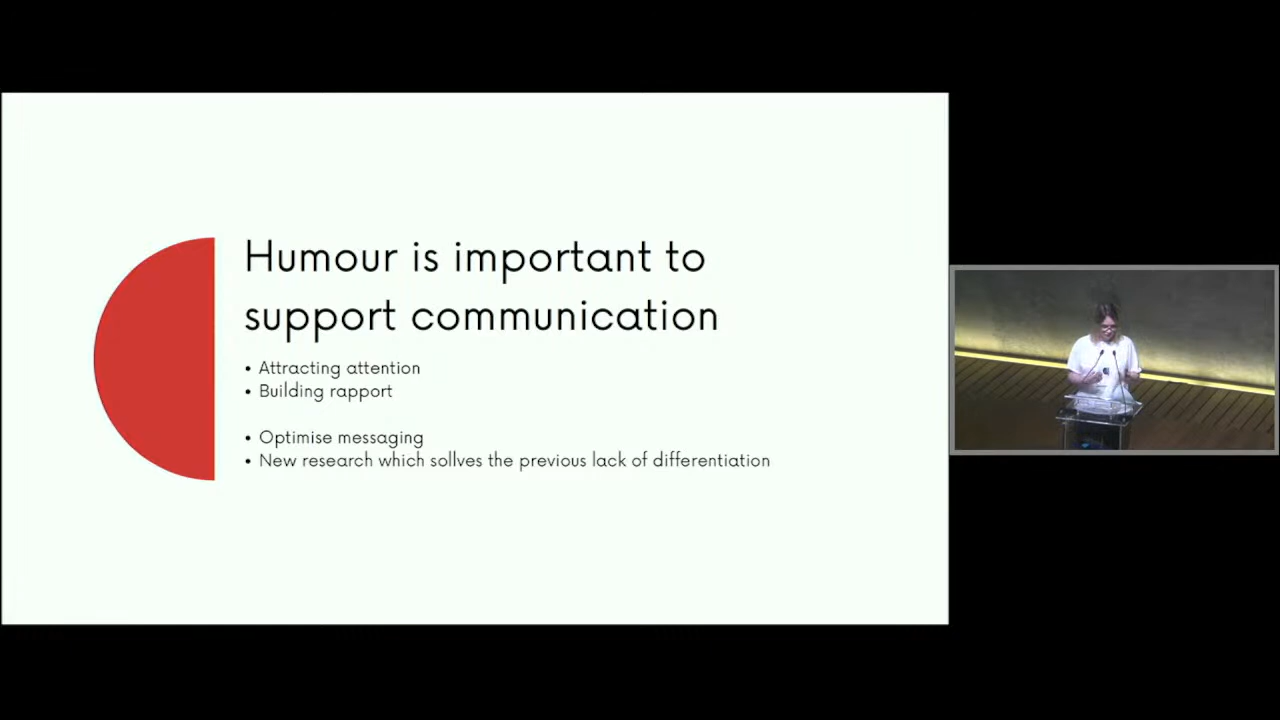 Humour is important to
support communication
• Attracting attention
• Building rapport
• Optimise messaging
• New research which sollves the previous lack of differentiation